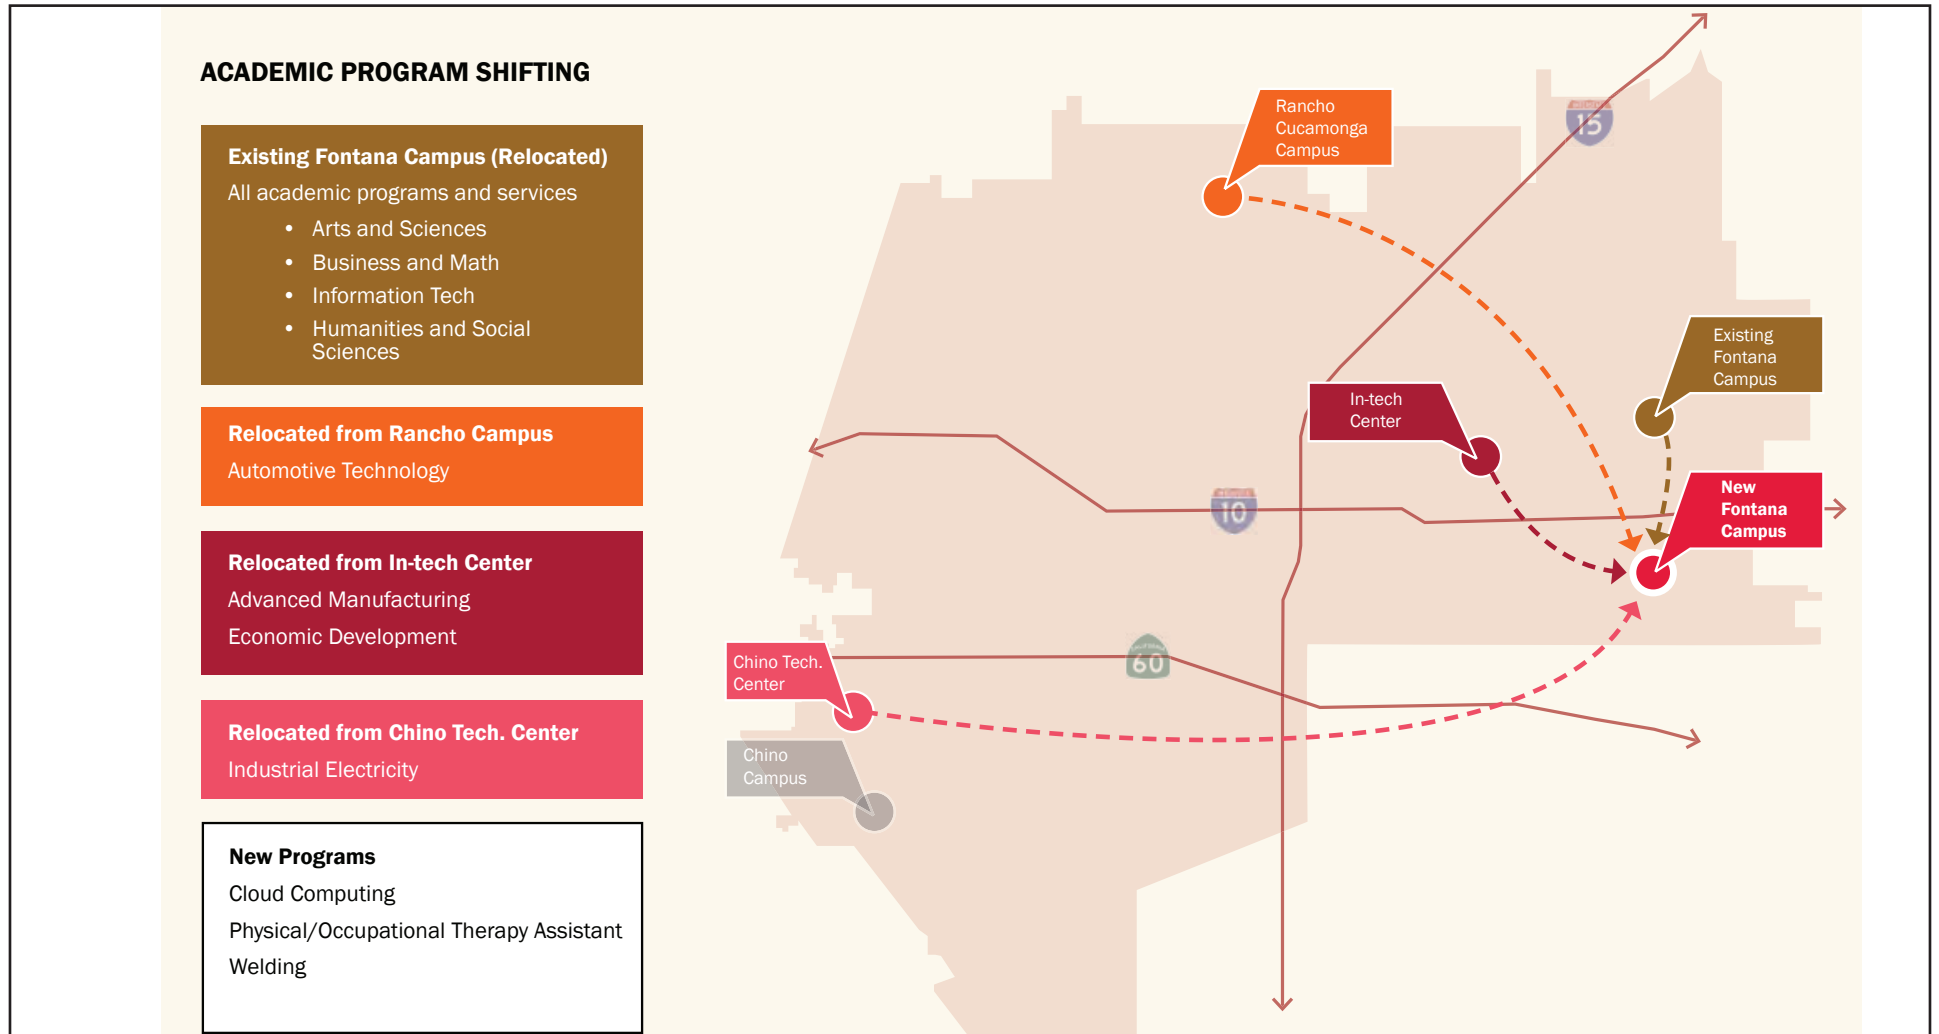 ACADEMIC PROGRAM SHIFTING
Existing Fontana Campus (Relocated)
All academic programs and services
• Arts and Sciences
• Business and Math
• Information Tech
• Humanities and Social
Sciences
Relocated from Rancho Campus
Automotive Technology
Relocated from In-tech Center
Advanced Manufacturing
Economic Development
Relocated from Chino Tech. Center
Industrial Electricity
New Programs
Cloud Computing
Physical/Occupational Therapy Assistant
Welding
Rancho
Cucamonga
Campus
15
Existing
Fontana
Campus
In-tech
Center
New
Fontana
Campus
10
CALIFORNIA
60
Chino Tech.
Center
Chino
Campus